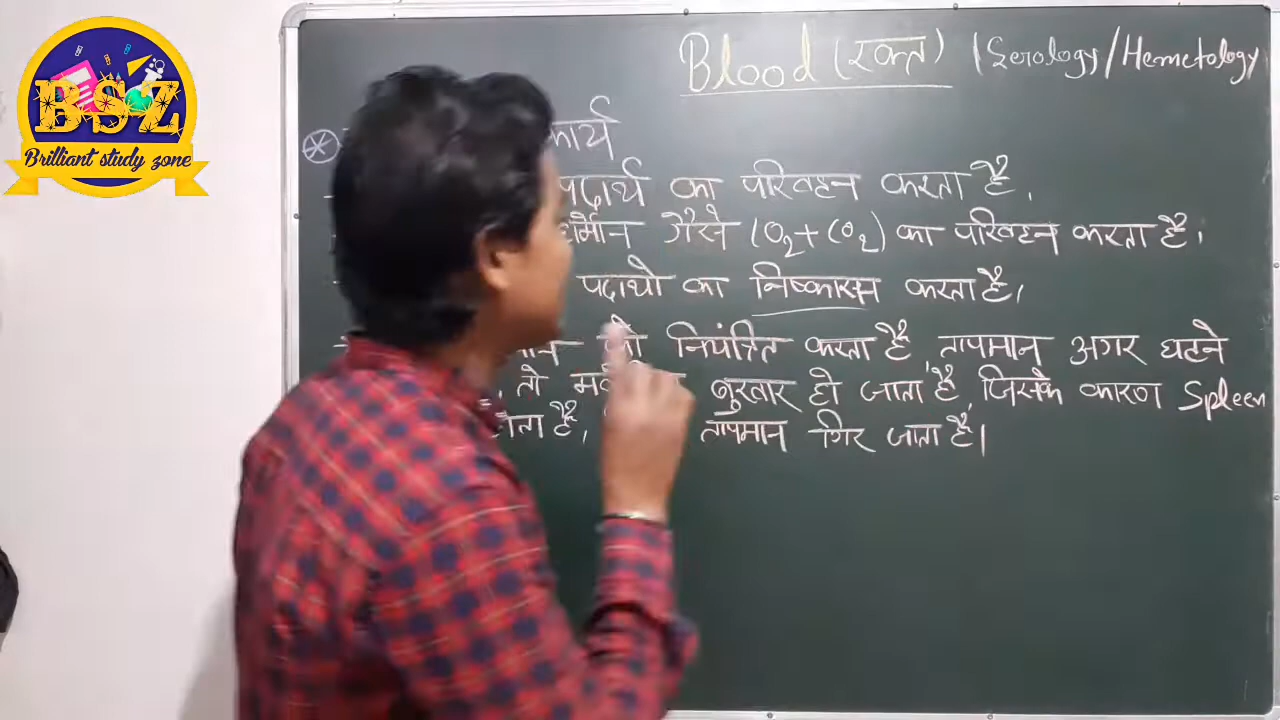 BSZ
Brilliant study zone
Blood (रक्त) / Serology/Hemetology
कार्य
पदार्थ का परिवहन करता है,
हार्मोन गैसे (O2+CO2) का परिवहन करता है,
पदार्थो का निष्कासन करता है,
को नियंत्रित करता है, तापमान अगर घटने
तो हो जाता है, जिसके कारण Spleen
होता है, तापमान गिर जाता है।